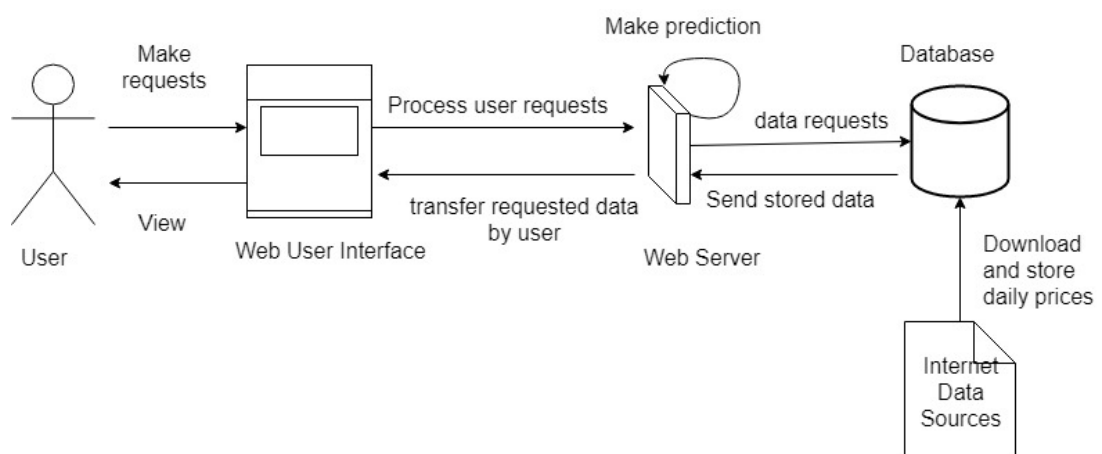 Make prediction
Make
requests
Database
Process user requests
data requests
View
transfer requested data
by user
Send stored data
User
Web User Interface
Web Server
Download
and store
daily prices
Internet
Data
Sources